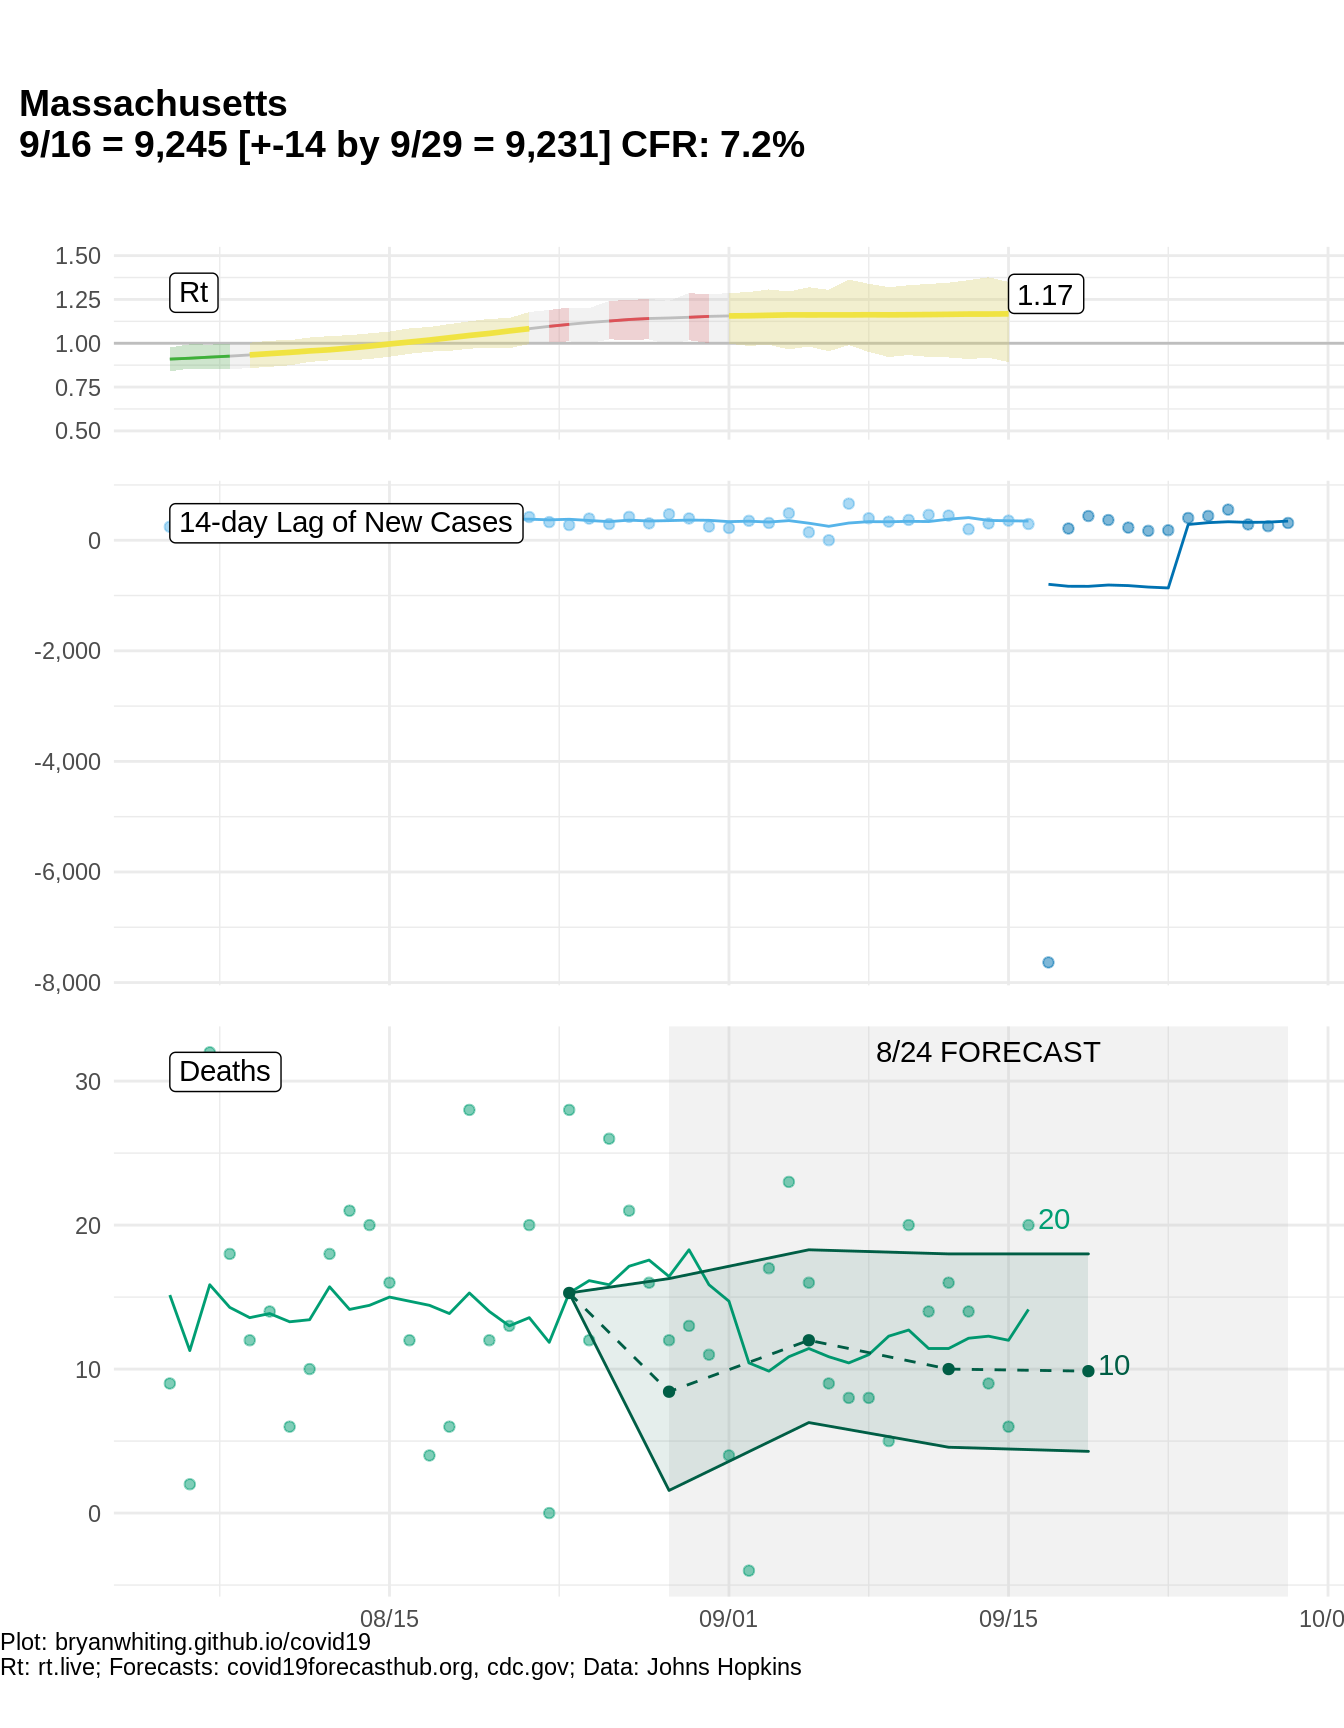 Massachusetts
9/16 = 9,245 [+-14 by 9/29 = 9,231] CFR: 7.2%
1.50
Rt
1.25
1.17
1.00
0.75
0.50
14-day Lag of New Cases
0
-2,000
-4,000
-6,000
-8,000
8/24 FORECAST
Deaths
30
20
20
10
10
0
08/15
09/01
09/15
10/0
Plot: bryanwhiting.github.io/covid19
Rt: rt.live; Forecasts: covid19forecasthub.org, cdc.gov; Data: Johns Hopkins